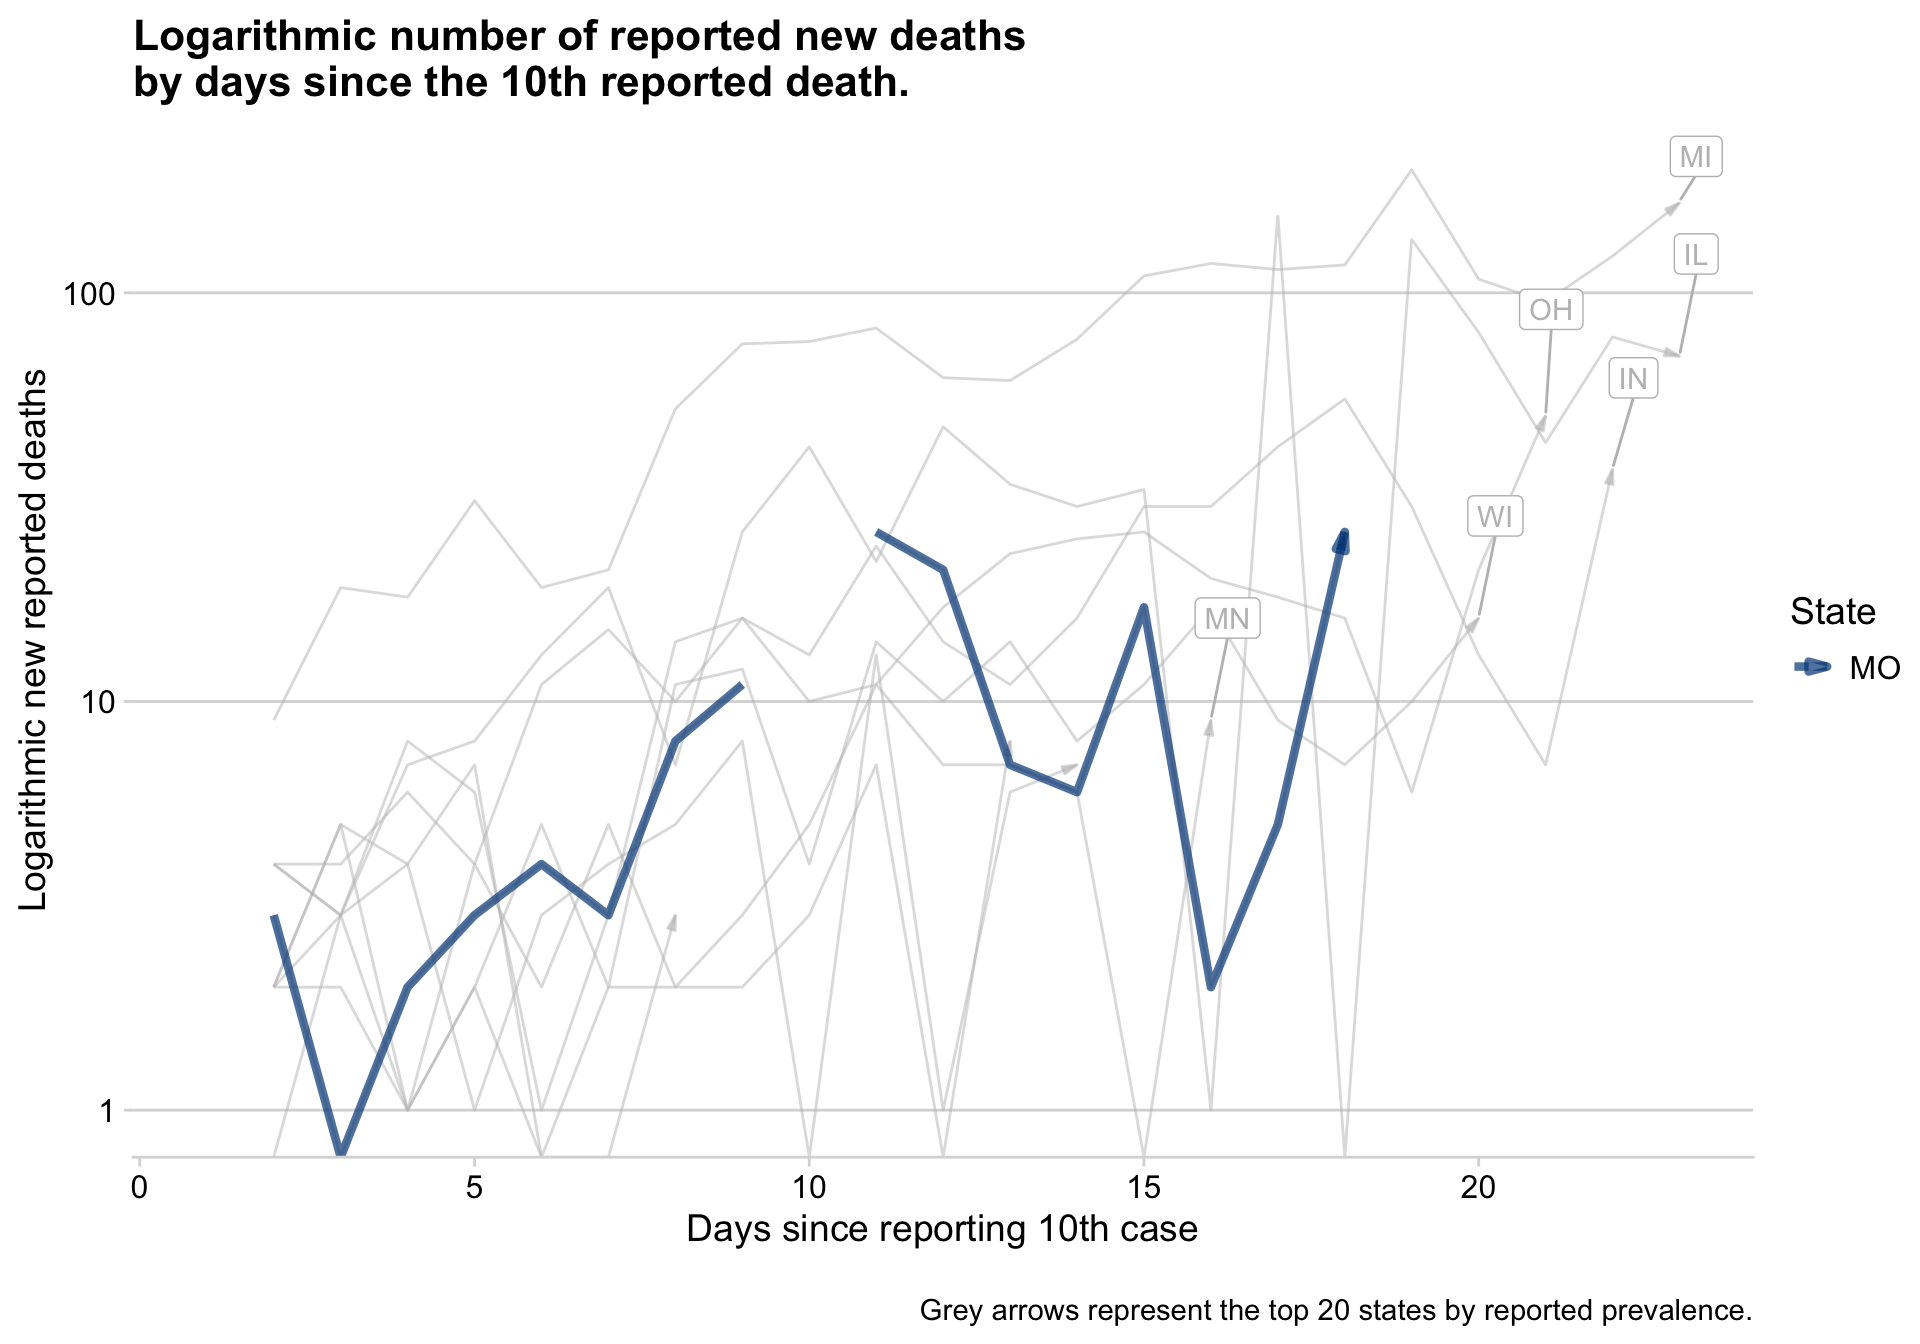 Logarithmic number of reported new deaths
by days since the 10th reported death.
MI
IL
100
OH
IN
WI
MN
10
1
Logarithmic new reported deaths
State
MO
0 5 10 15 20
Days since reporting 10th case
Grey arrows represent the top 20 states by reported prevalence.